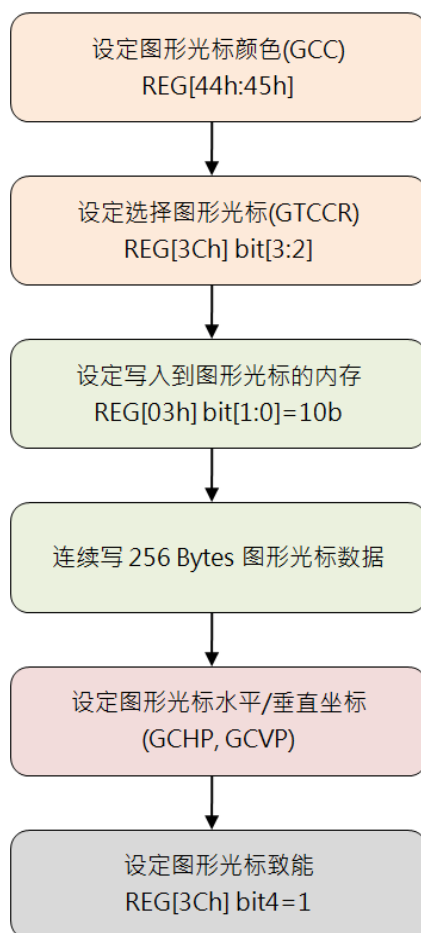 设定图形光标颜色(GCC)
REG[44h:45h]
设定选择图形光标(GTCCR)
REG[3Ch] bit[3:2]
设定写入到图形光标的内存
REG[03h] bit[1:0]=10b
连续写 256 Bytes 图形光标数据
设定图形光标水平/垂直坐标
(GCHP, GCVP)
设定图形光标致能
REG[3Ch] bit4=1